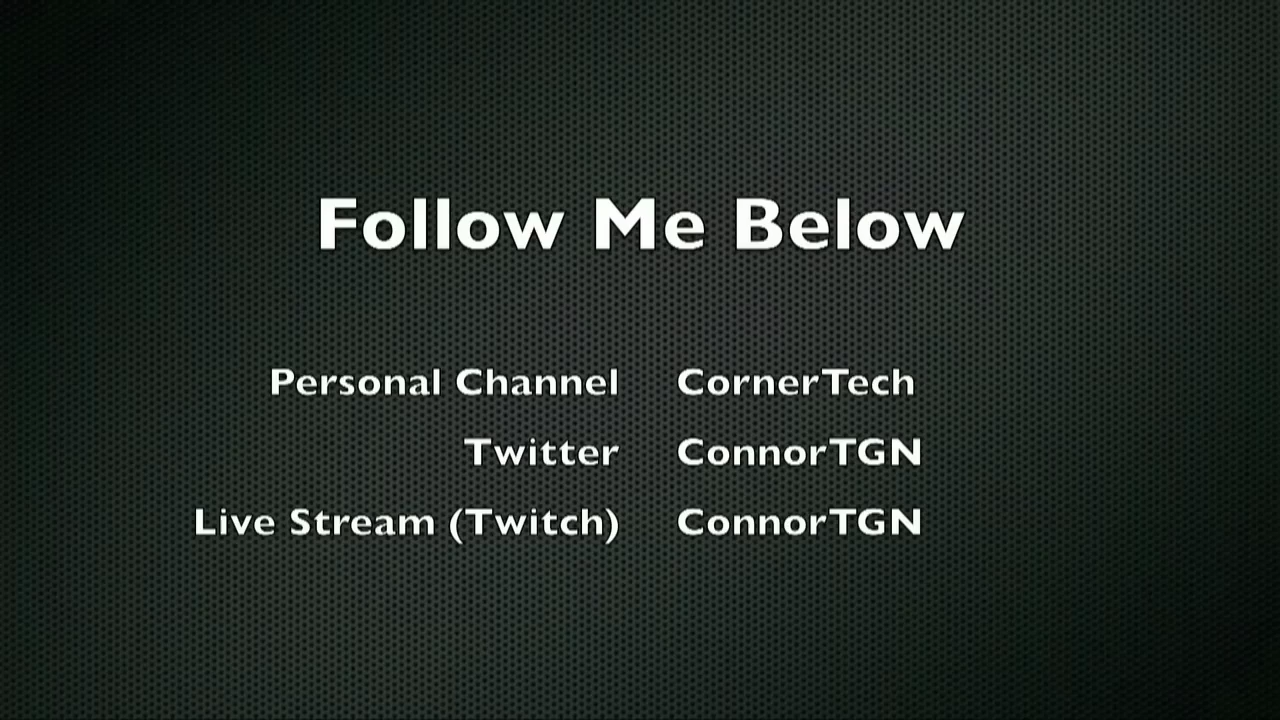 Follow Me Below
Personal Channel CornerTech
Twitter ConnorTGN
Live Stream (Twitch) ConnorTGN